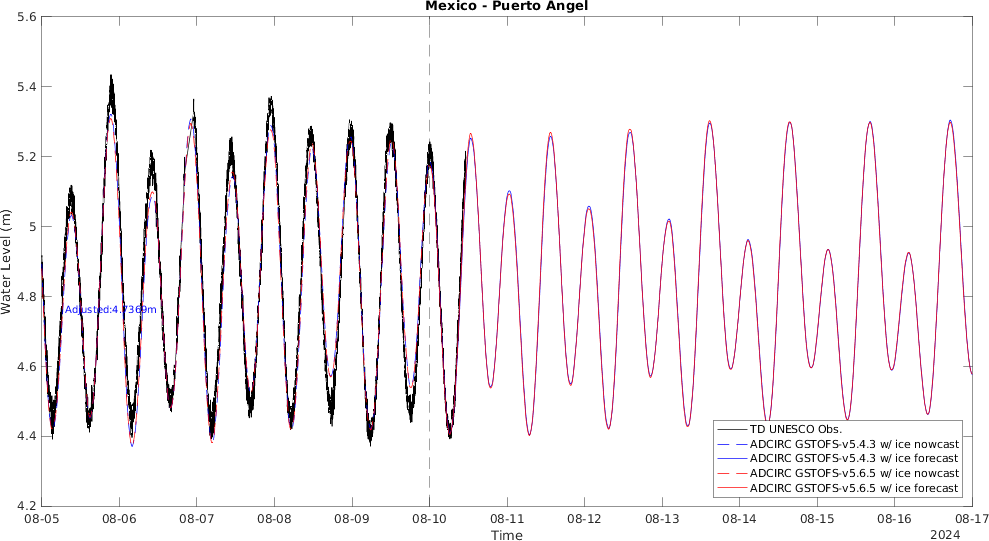 Mexico - Puerto Angel
5.6
5.4
5.2
5
4.8
4.6
4.4
4.2
Water Level (m)
Adjusted:4.7369m
TD UNESCO Obs.
ADCIRC GSTOFS-v5.4.3 w/ ice nowcast
ADCIRC GSTOFS-v5.4.3 w/ ice forecast
ADCIRC GSTOFS-v5.6.5 w/ ice nowcast
ADCIRC GSTOFS-v5.6.5 w/ ice forecast
08-05 08-06 08-07 08-08 08-09 08-10 08-11 08-12 08-13 08-14 08-15 08-16 08-17
Time
2024